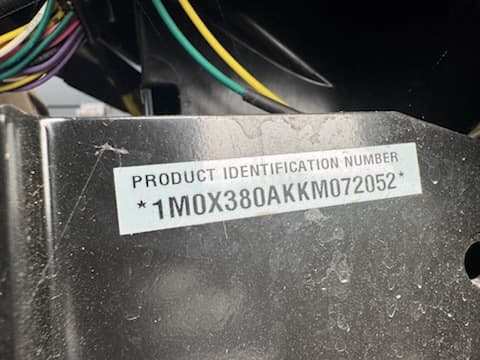 PRODUCT IDENTIFICATION NUMBER
*1M0X380AKKM072052*